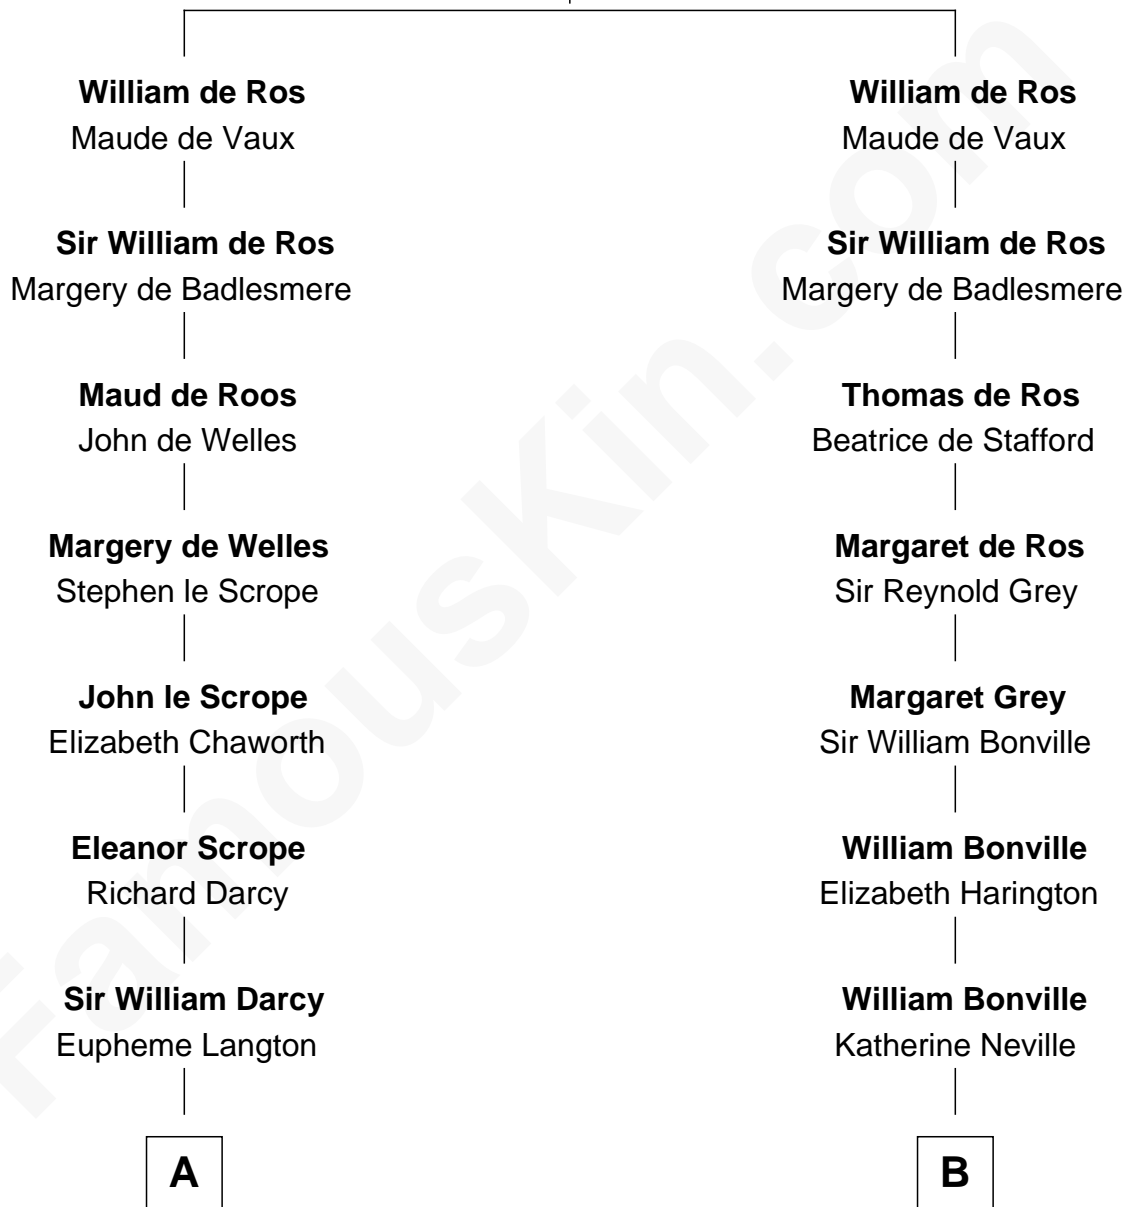 William de Ros
Maude de Vaux
Sir William de Ros
Margery de Badlesmere
Maud de Roos
John de Welles
Margery de Welles
Stephen le Scrope
John le Scrope
Elizabeth Chaworth
Eleanor Scrope
Richard Darcy
Sir William Darcy
Eupheme Langton
A
William de Ros
Maude de Vaux
Sir William de Ros
Margery de Badlesmere
Thomas de Ros
Beatrice de Stafford
Margaret de Ros
Sir Reynold Grey
Margaret Grey
Sir William Bonville
William Bonville
Elizabeth Harington
William Bonville
Katherine Neville
B
FamousKin.com